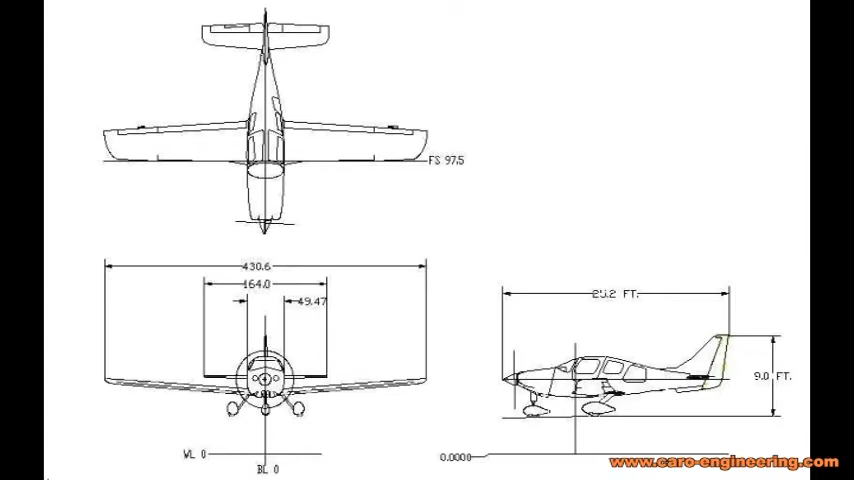 FS 97.5
430.6
164.0
49.47
25.2 FT.
9.0 FT.
WL 0
BL 0
0.0000
www.caro-engineering.com